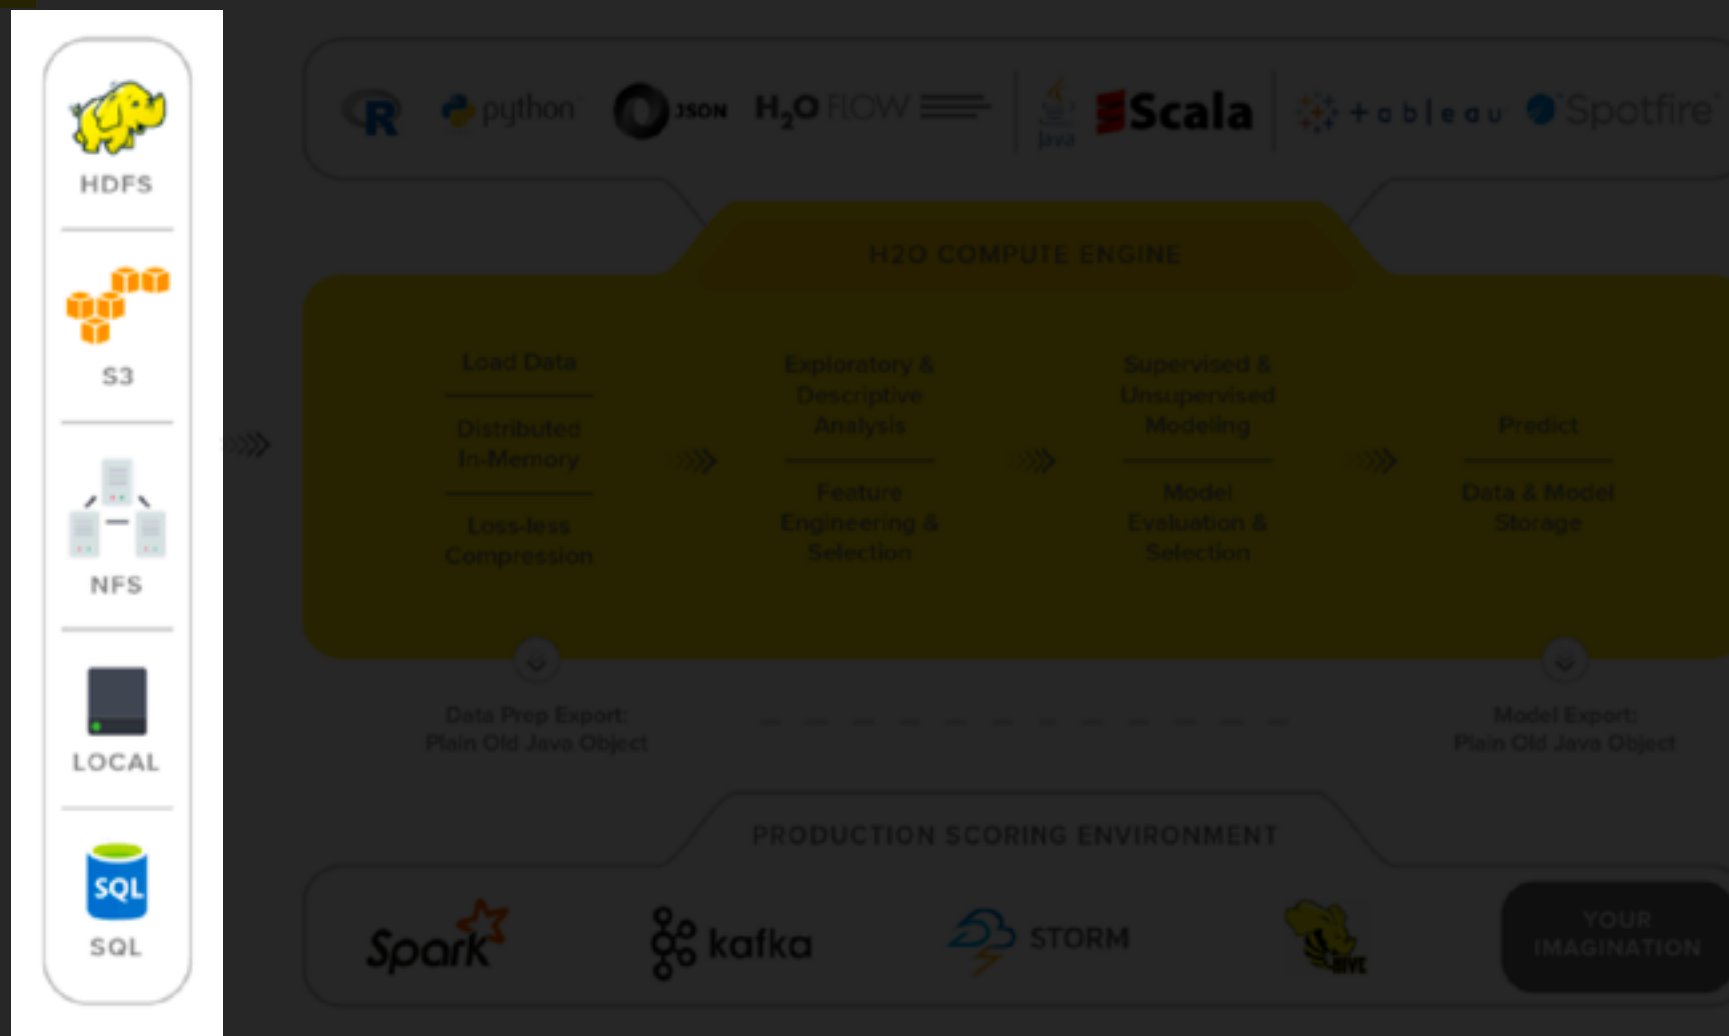 HDFS
S3
NFS
LOCAL
SQL
SQL
R python JSON H2O FLOW Java Scala +ableau Spotfire
H2O COMPUTE ENGINE
Load Data
Distributed
In-Memory
Loss-less
Compression
Exploratory &
Descriptive
Analysis
Feature
Engineering &
Selection
Supervised &
Unsupervised
Modeling
Model
Evaluation &
Selection
Predict
Data & Model
Storage
Data Prep Export:
Plain Old Java Object
Model Export:
Plain Old Java Object
PRODUCTION SCORING ENVIRONMENT
Spark kafka STORM HIVE
YOUR
IMAGINATION